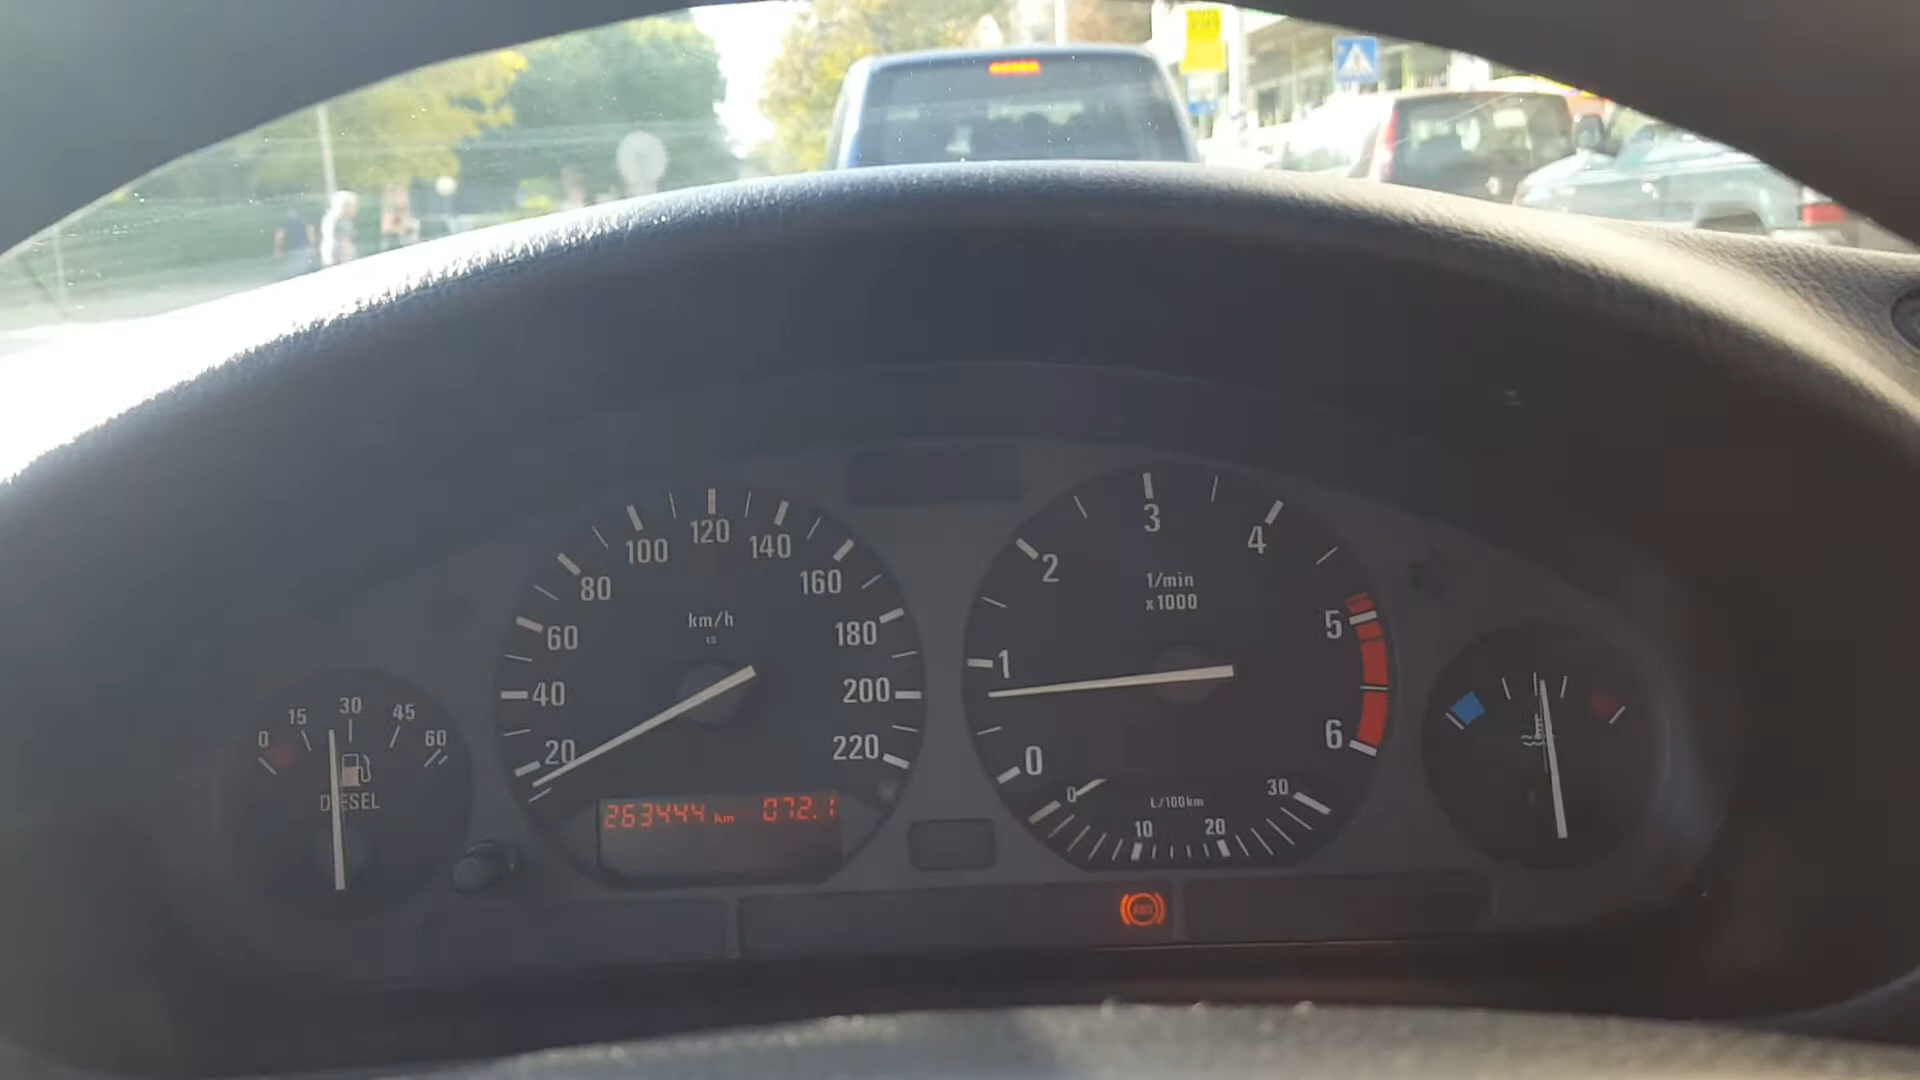 0 15 30 45 60
DIESEL
20 40 60 80 100 120 140 160 180 200 220
km/h
263444 km 072.1
0 1 2 3 4 5 6
1/min
x1000
0 10 20 30
L/100km
ABS